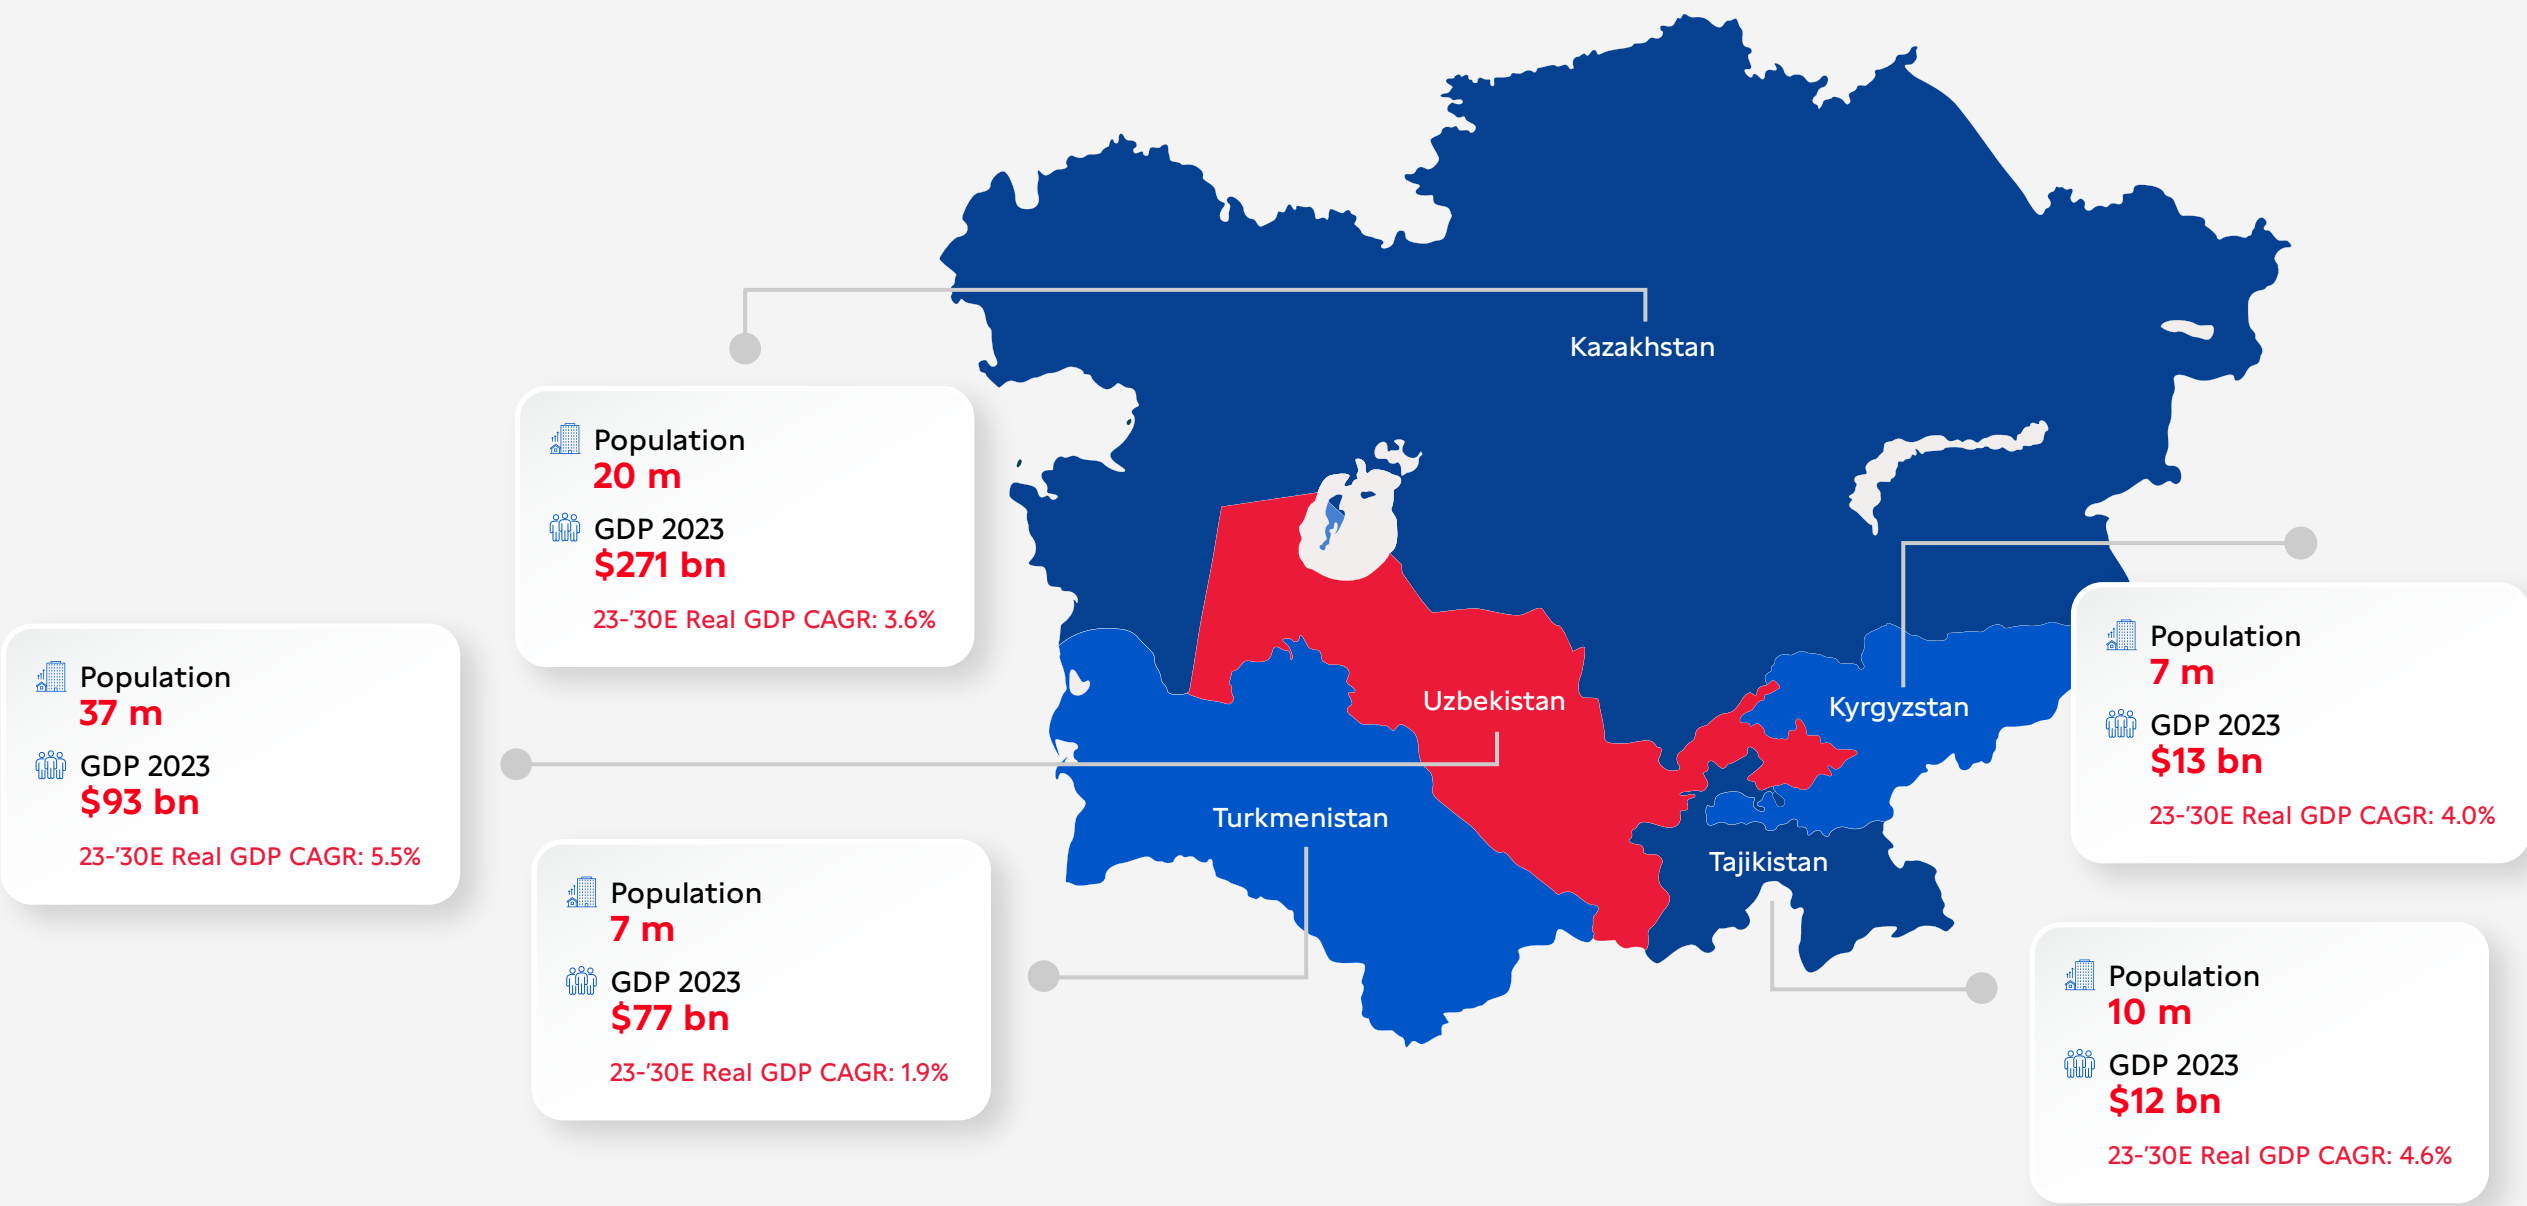 Kazakhstan
Population
20 m
GDP 2023
$271 bn
23-’30E Real GDP CAGR: 3.6%
Uzbekistan
Population
37 m
GDP 2023
$93 bn
23-’30E Real GDP CAGR: 5.5%
Turkmenistan
Population
7 m
GDP 2023
$77 bn
23-’30E Real GDP CAGR: 1.9%
Kyrgyzstan
Population
7 m
GDP 2023
$13 bn
23-’30E Real GDP CAGR: 4.0%
Tajikistan
Population
10 m
GDP 2023
$12 bn
23-’30E Real GDP CAGR: 4.6%